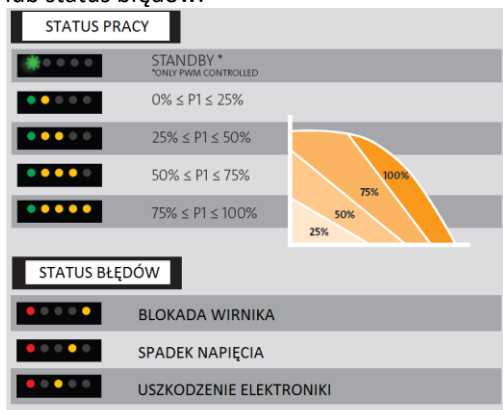 lub status błędów.
STATUS PRACY
STANDBY *
*ONLY PWM CONTROLLED
0% ≤ P1 ≤ 25%
25% ≤ P1 ≤ 50%
50% ≤ P1 ≤ 75%
75% ≤ P1 ≤ 100%
100%
75%
50%
25%
STATUS BŁĘDÓW
BLOKADA WIRNIKA
SPADEK NAPIĘCIA
USZKODZENIE ELEKTRONIKI